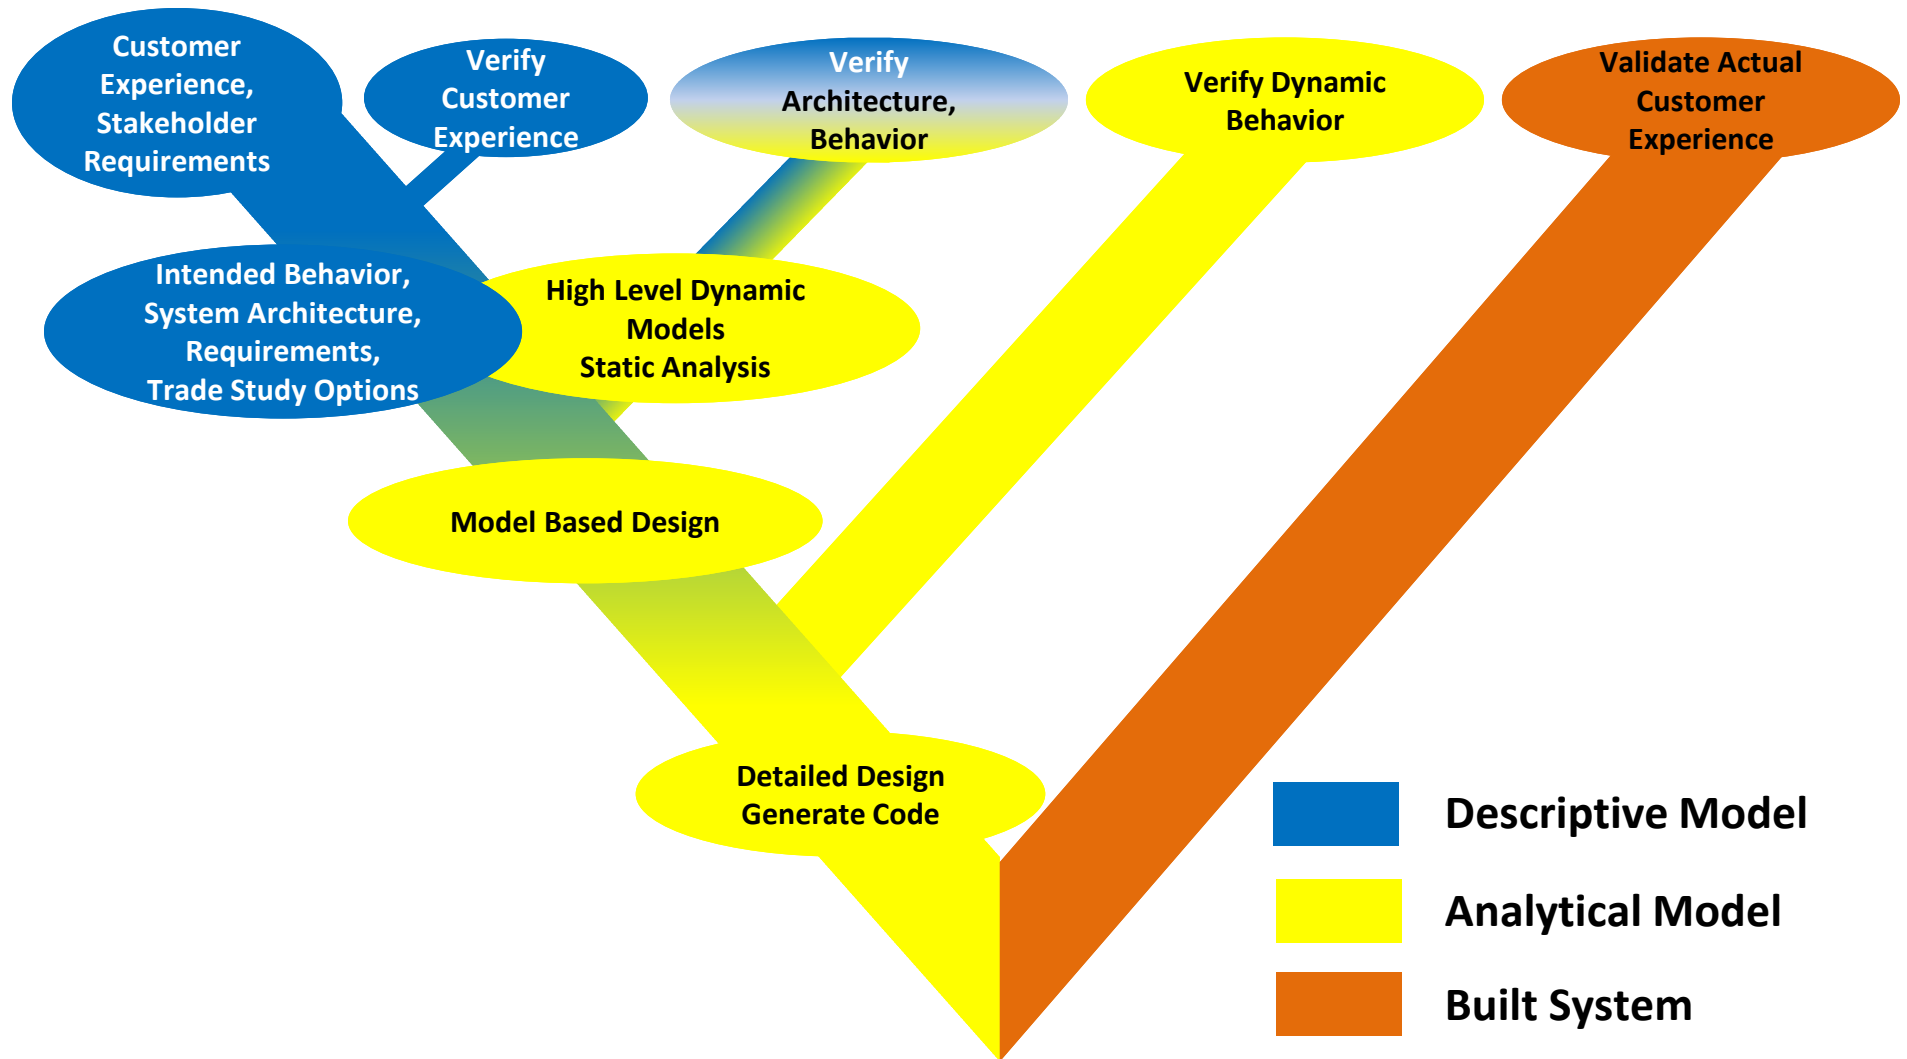 Customer
Experience,
Stakeholder
Requirements
Verify
Customer
Experience
Verify
Architecture,
Behavior
Verify Dynamic
Behavior
Validate Actual
Customer
Experience
Intended Behavior,
System Architecture,
Requirements,
Trade Study Options
High Level Dynamic
Models
Static Analysis
Model Based Design
Detailed Design
Generate Code
Descriptive Model
Analytical Model
Built System